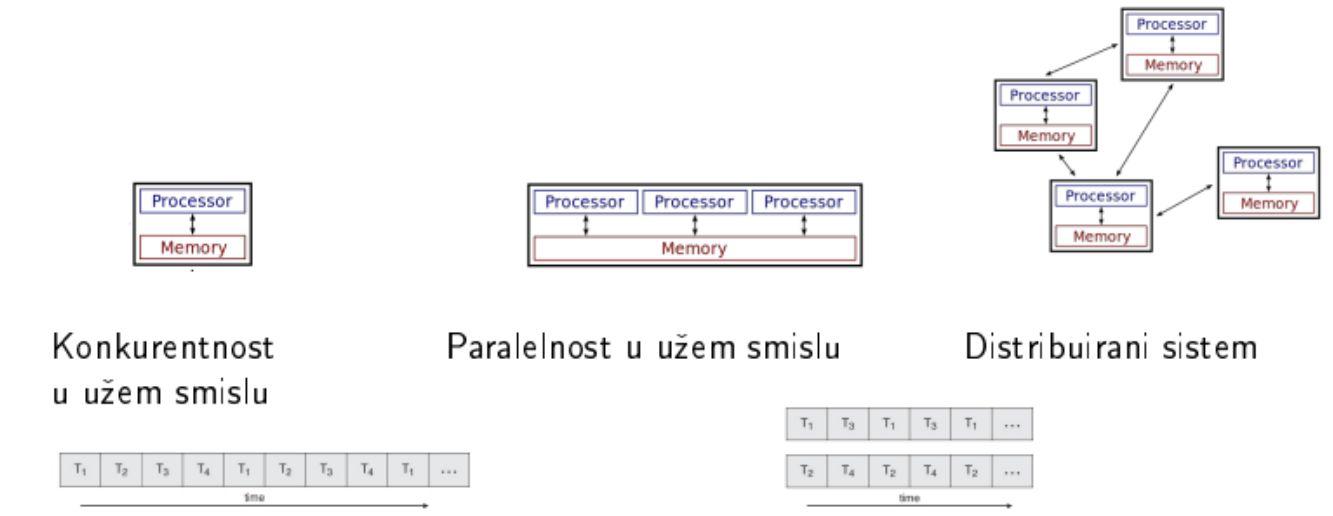 Processor
Memory
Processor
Memory
Processor
Memory
Processor
Memory
Processor
Memory
Processor Processor Processor
Memory
Konkurentnost
u užem smislu
Paralelnost u užem smislu
Distribuirani sistem
T₁ T₂ T₃ T₄ T₁ T₂ T₃ T₄ T₁ ...
time
T₁ T₃ T₁ T₃ T₁ ...
T₂ T₄ T₂ T₄ T₂ ...
time